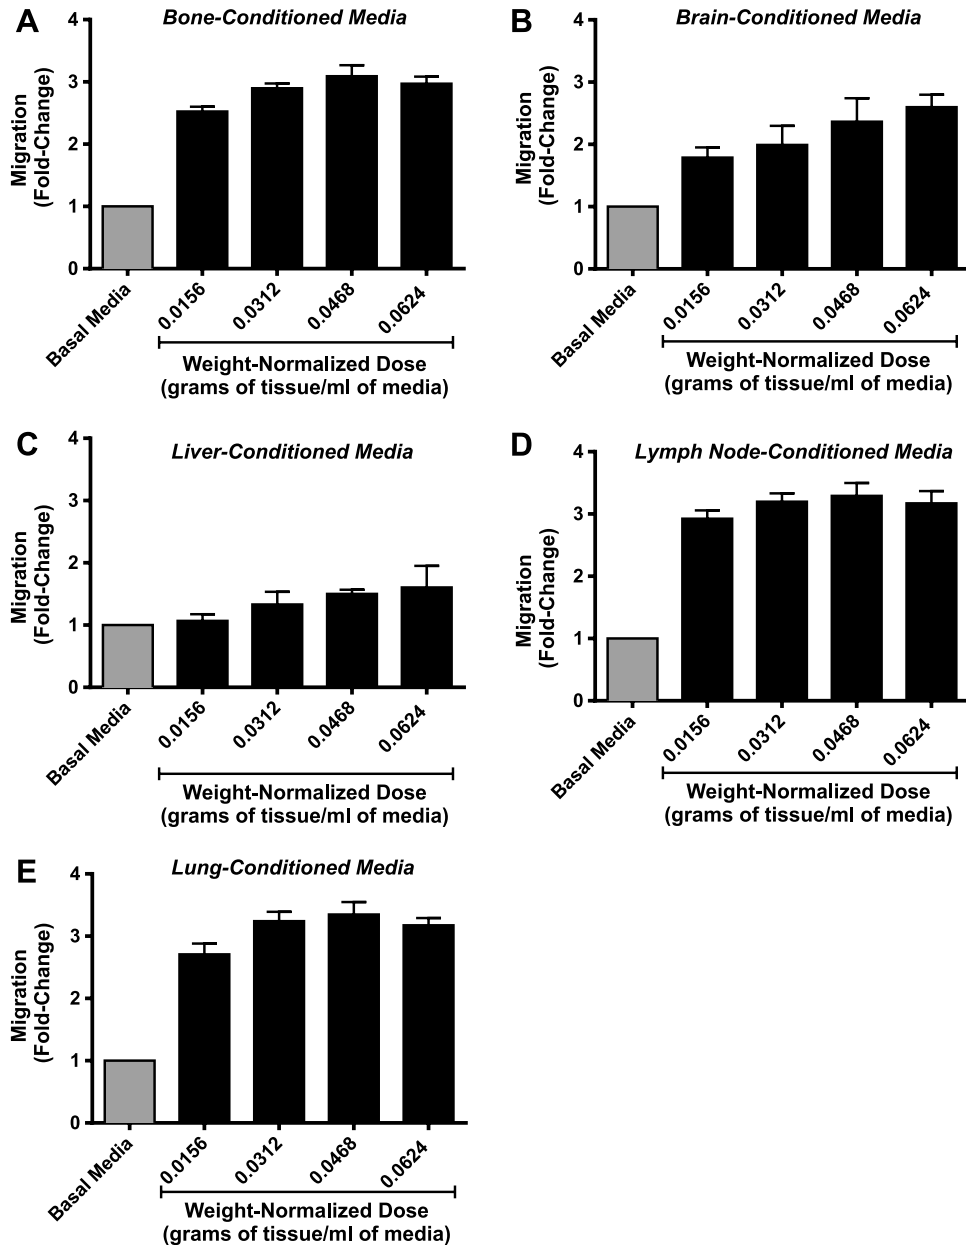 A
Bone-Conditioned Media
Migration
(Fold-Change)
4
3
2
1
0
Basal Media
0.0156
0.0312
0.0468
0.0624
Weight-Normalized Dose
(grams of tissue/ml of media)
B
Brain-Conditioned Media
Migration
(Fold-Change)
4
3
2
1
0
Basal Media
0.0156
0.0312
0.0468
0.0624
Weight-Normalized Dose
(grams of tissue/ml of media)
C
Liver-Conditioned Media
Migration
(Fold-Change)
4
3
2
1
0
Basal Media
0.0156
0.0312
0.0468
0.0624
Weight-Normalized Dose
(grams of tissue/ml of media)
D
Lymph Node-Conditioned Media
Migration
(Fold-Change)
4
3
2
1
0
Basal Media
0.0156
0.0312
0.0468
0.0624
Weight-Normalized Dose
(grams of tissue/ml of media)
E
Lung-Conditioned Media
Migration
(Fold-Change)
4
3
2
1
0
Basal Media
0.0156
0.0312
0.0468
0.0624
Weight-Normalized Dose
(grams of tissue/ml of media)